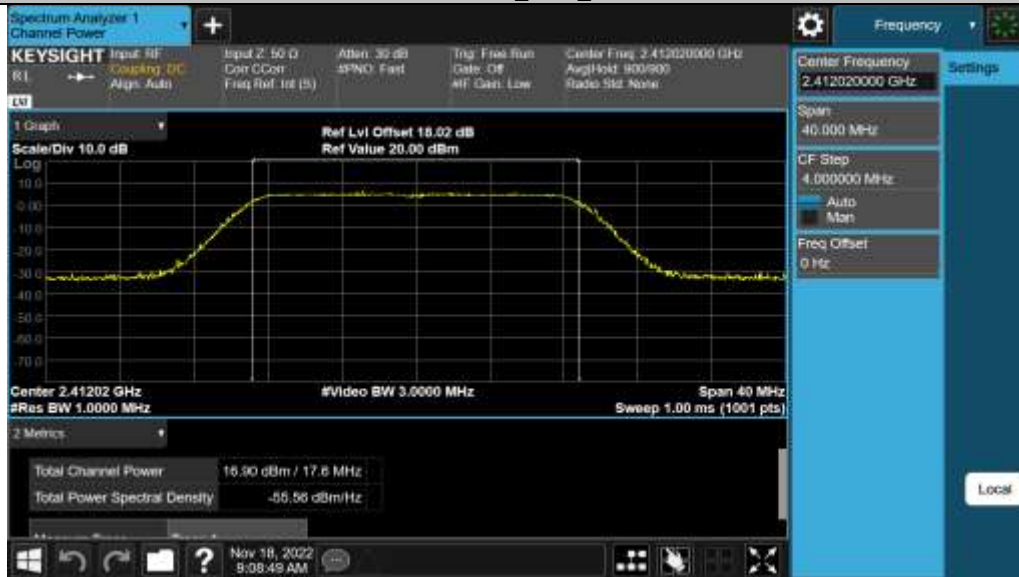 Spectrum Analyzer 1
Channel Power
+
Frequency
KEYSIGHT
Input: RF
Coupling: DC
Align: Auto
Input Z: 50 Ω
Corr CCorr
Freq Ref: Int (S)
Atten: 30 dB
#PNO: Fast
Trig: Free Run
Gate: Off
#IF Gain: Low
Center Freq: 2.412020000 GHz
Avg|Hold: 900/900
Radio Std: None
RL
LXI
Center Frequency
2.412020000 GHz
Settings
Span
40.000 MHz
CF Step
4.000000 MHz
Auto
Man
Freq Offset
0 Hz
Local
1 Graph
Scale/Div 10.0 dB
Ref Lvl Offset 18.02 dB
Ref Value 20.00 dBm
Log
10.0
0.00
-10.0
-20.0
-30.0
-40.0
-50.0
-60.0
-70.0
Center 2.41202 GHz
#Video BW 3.0000 MHz
Span 40 MHz
#Res BW 1.0000 MHz
Sweep 1.00 ms (1001 pts)
2 Metrics
Total Channel Power 16.90 dBm / 17.6 MHz
Total Power Spectral Density -55.56 dBm/Hz
?
Nov 18, 2022
9:08:49 AM